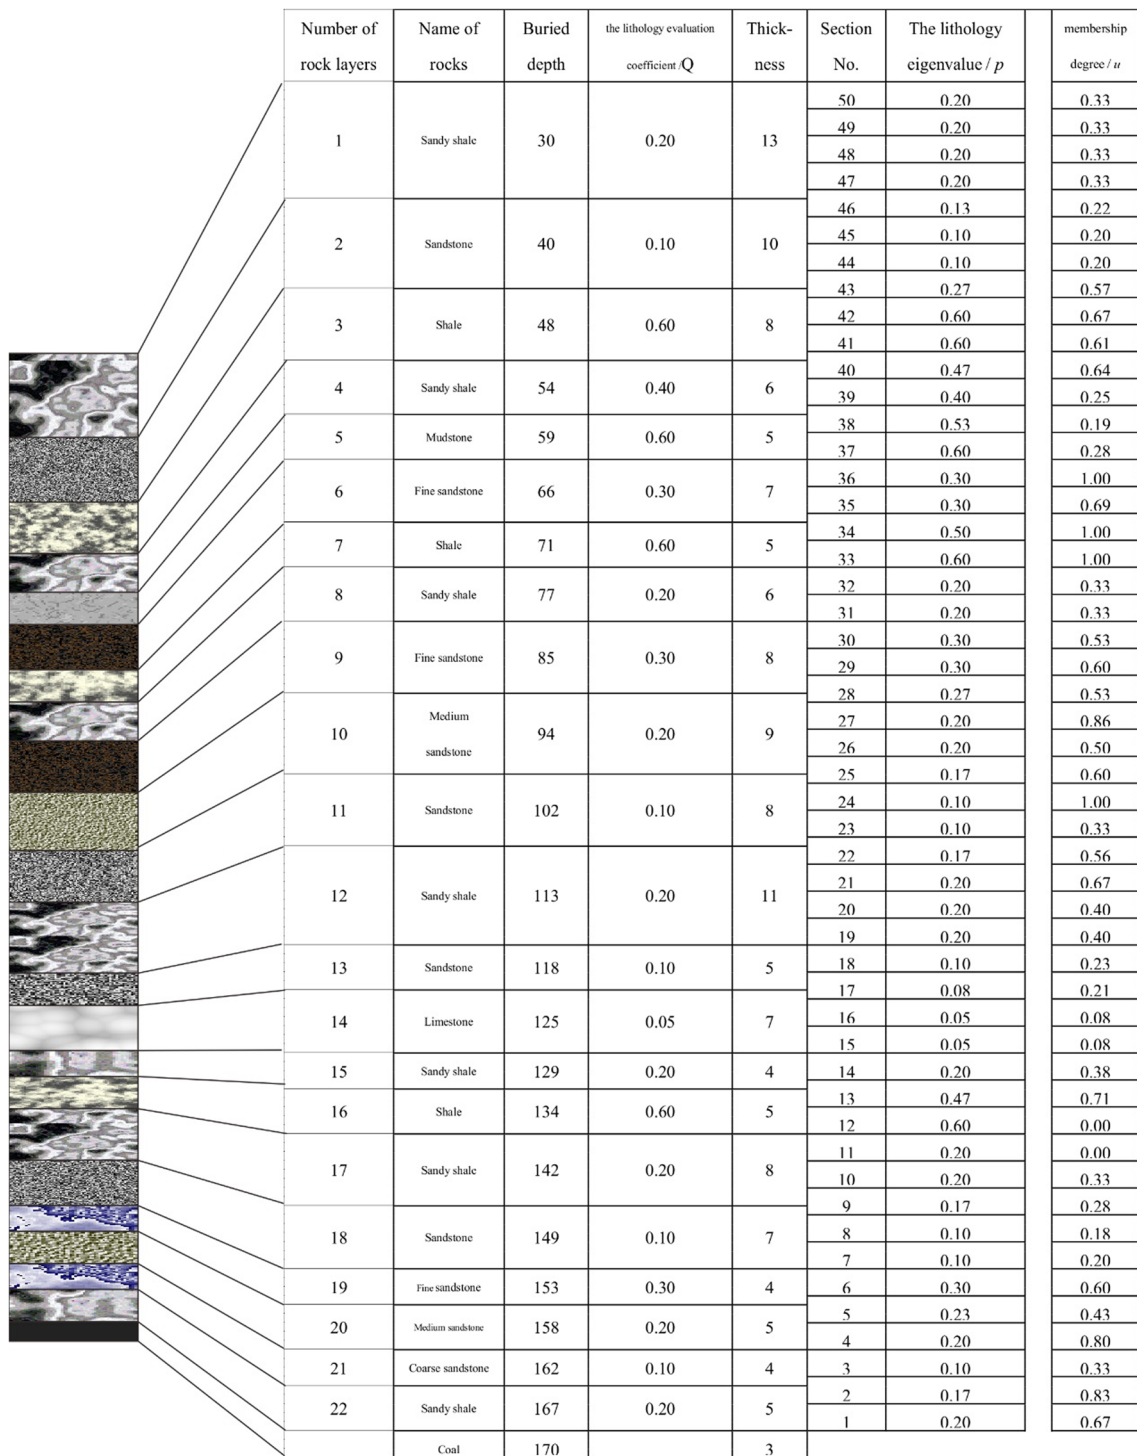 Number of rock layers | Name of rocks | Buried depth | the lithology evaluation coefficient /Q | Thick-ness | Section No. | The lithology eigenvalue / p | membership degree / u
1 | Sandy shale | 30 | 0.20 | 13
2 | Sandstone | 40 | 0.10 | 10
3 | Shale | 48 | 0.60 | 8
4 | Sandy shale | 54 | 0.40 | 6
5 | Mudstone | 59 | 0.60 | 5
6 | Fine sandstone | 66 | 0.30 | 7
7 | Shale | 71 | 0.60 | 5
8 | Sandy shale | 77 | 0.20 | 6
9 | Fine sandstone | 85 | 0.30 | 8
10 | Medium sandstone | 94 | 0.20 | 9
11 | Sandstone | 102 | 0.10 | 8
12 | Sandy shale | 113 | 0.20 | 11
13 | Sandstone | 118 | 0.10 | 5
14 | Limestone | 125 | 0.05 | 7
15 | Sandy shale | 129 | 0.20 | 4
16 | Shale | 134 | 0.60 | 5
17 | Sandy shale | 142 | 0.20 | 8
18 | Sandstone | 149 | 0.10 | 7
19 | Fine sandstone | 153 | 0.30 | 4
20 | Medium sandstone | 158 | 0.20 | 5
21 | Coarse sandstone | 162 | 0.10 | 4
22 | Sandy shale | 167 | 0.20 | 5
Coal | 170 | 3
50 | 0.20 | 0.33
49 | 0.20 | 0.33
48 | 0.20 | 0.33
47 | 0.20 | 0.33
46 | 0.13 | 0.22
45 | 0.10 | 0.20
44 | 0.10 | 0.20
43 | 0.27 | 0.57
42 | 0.60 | 0.67
41 | 0.60 | 0.61
40 | 0.47 | 0.64
39 | 0.40 | 0.25
38 | 0.53 | 0.19
37 | 0.60 | 0.28
36 | 0.30 | 1.00
35 | 0.30 | 0.69
34 | 0.50 | 1.00
33 | 0.60 | 1.00
32 | 0.20 | 0.33
31 | 0.20 | 0.33
30 | 0.30 | 0.53
29 | 0.30 | 0.60
28 | 0.27 | 0.53
27 | 0.20 | 0.86
26 | 0.20 | 0.50
25 | 0.17 | 0.60
24 | 0.10 | 1.00
23 | 0.10 | 0.33
22 | 0.17 | 0.56
21 | 0.20 | 0.67
20 | 0.20 | 0.40
19 | 0.20 | 0.40
18 | 0.10 | 0.23
17 | 0.08 | 0.21
16 | 0.05 | 0.08
15 | 0.05 | 0.08
14 | 0.20 | 0.38
13 | 0.47 | 0.71
12 | 0.60 | 0.00
11 | 0.20 | 0.00
10 | 0.20 | 0.33
9 | 0.17 | 0.28
8 | 0.10 | 0.18
7 | 0.10 | 0.20
6 | 0.30 | 0.60
5 | 0.23 | 0.43
4 | 0.20 | 0.80
3 | 0.10 | 0.33
2 | 0.17 | 0.83
1 | 0.20 | 0.67